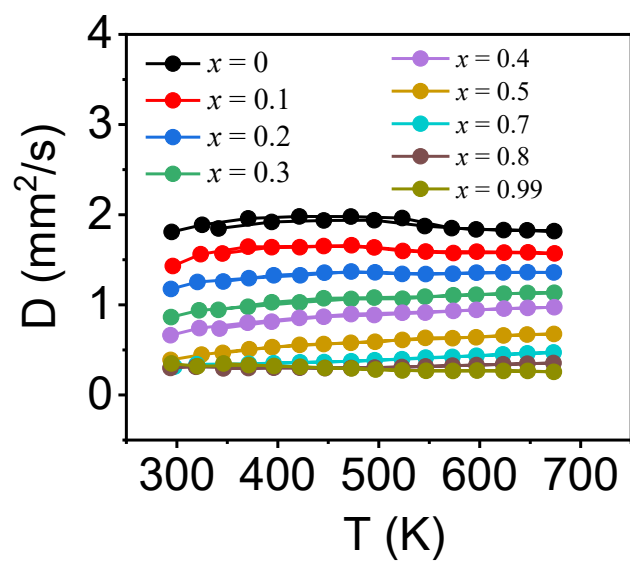 4
3
2
1
0
D (mm²/s)
x = 0
x = 0.1
x = 0.2
x = 0.3
x = 0.4
x = 0.5
x = 0.7
x = 0.8
x = 0.99
300 400 500 600 700
T (K)